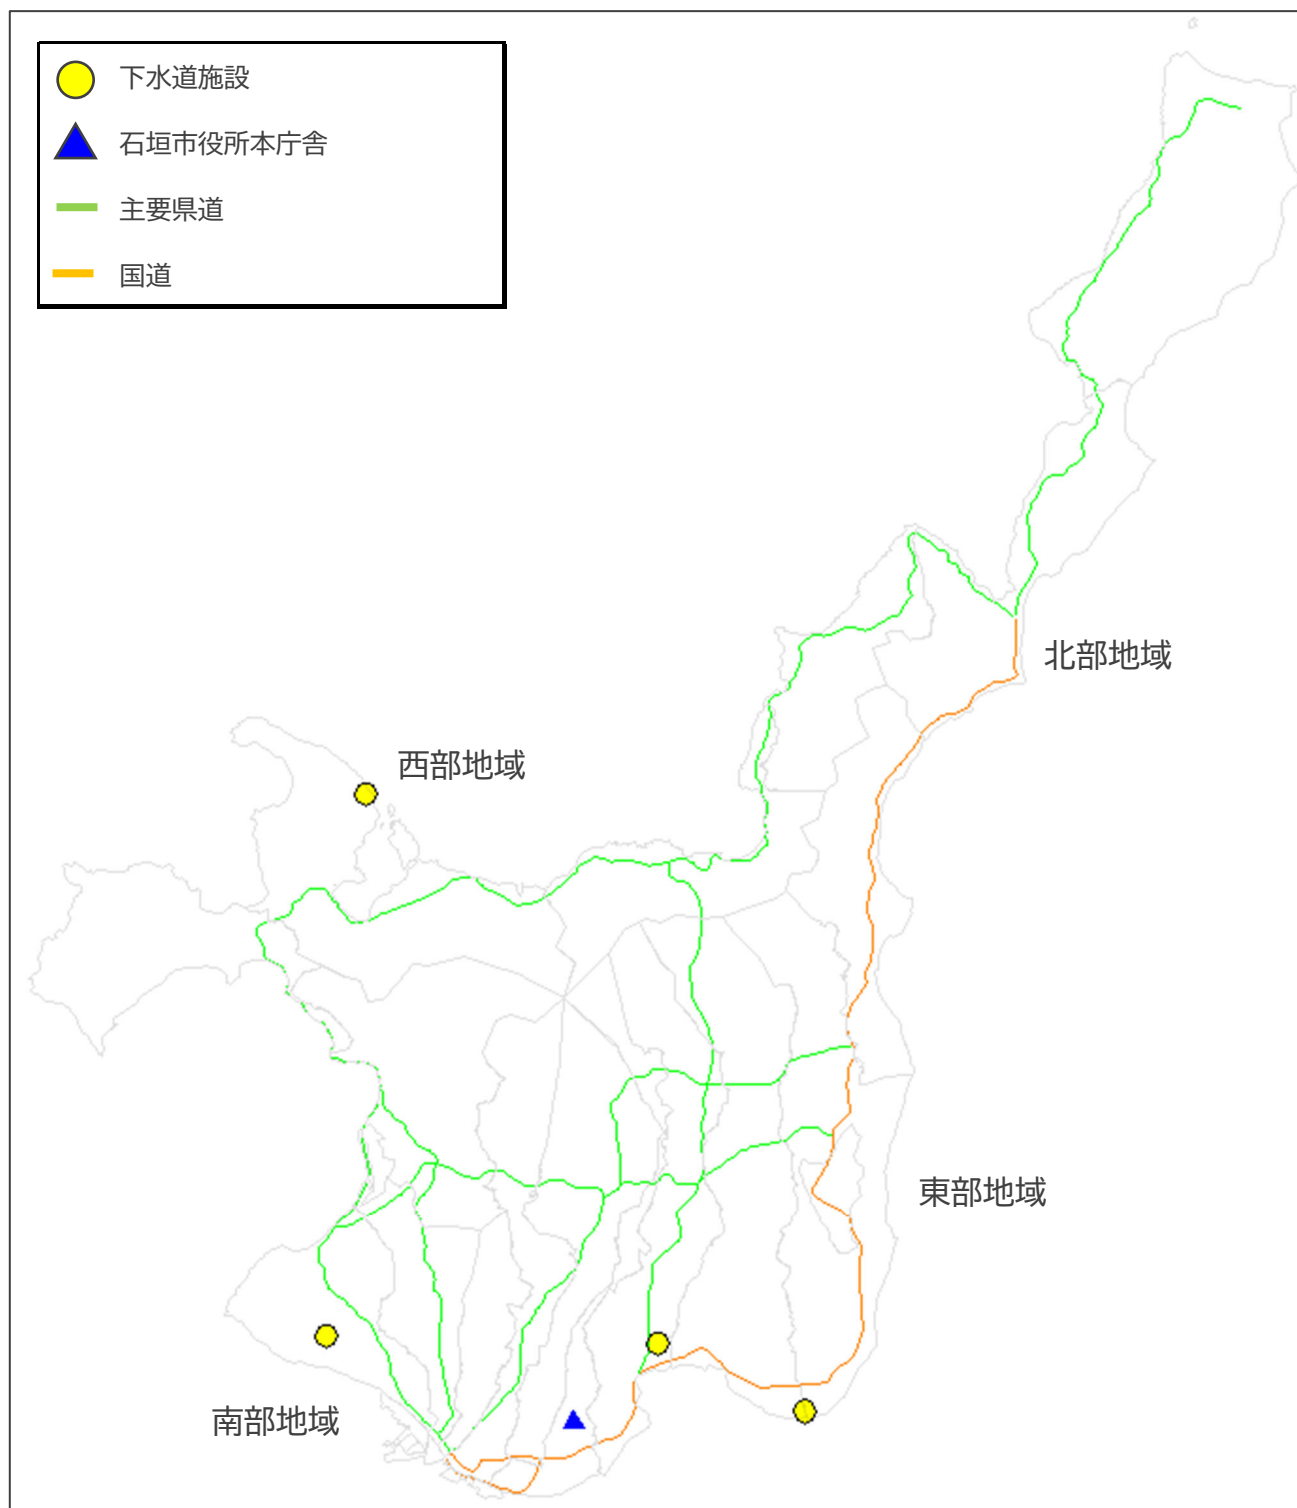 下水道施設
石垣市役所本庁舎
主要県道
国道
北部地域
西部地域
東部地域
南部地域